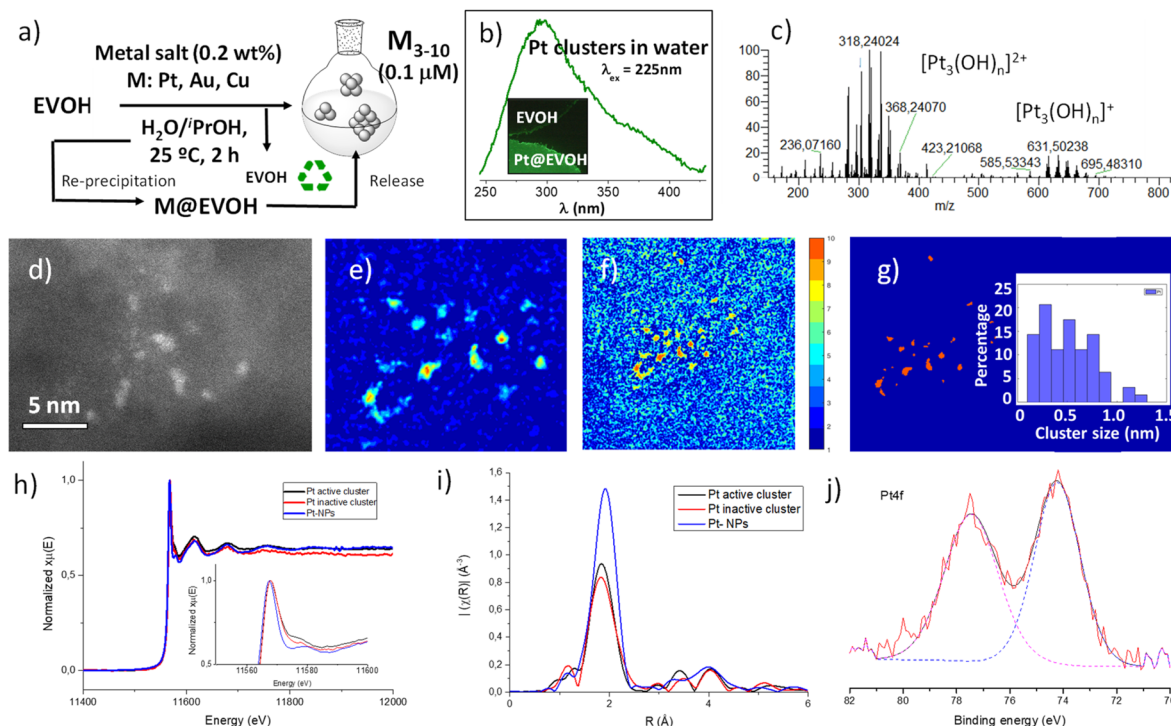 a)
Metal salt (0.2 wt%)
M: Pt, Au, Cu
EVOH
H₂O/ⁱPrOH,
25 ºC, 2 h
EVOH
Re-precipitation
M@EVOH
Release
M₃₋₁₀
(0.1 µM)
b)
Pt clusters in water
λₑₓ = 225nm
EVOH
Pt@EVOH
250
300
350
400
λ (nm)
c)
100
80
60
40
20
0
318,24024
[Pt₃(OH)ₙ]²⁺
368,24070
[Pt₃(OH)ₙ]⁺
236,07160
423,21068
631,50238
585,53343
695,48310
200
300
400
500
600
700
800
m/z
d)
5 nm
e)
f)
10
9
8
7
6
5
4
3
2
1
g)
Percentage
25
20
15
10
5
0
0
0.5
1.0
1.5
Cluster size (nm)
h)
Normalized xµ(E)
1,0
0,5
0,0
Pt active cluster
Pt inactive cluster
Pt-NPs
Normalized xµ(E)
1,0
0,5
11560
11580
11600
Energy (eV)
11400
11600
11800
12000
Energy (eV)
i)
| (χ(R)| (Å⁻³)
1,6
1,4
1,2
1,0
0,8
0,6
0,4
0,2
0,0
Pt active cluster
Pt inactive cluster
Pt- NPs
0
2
4
6
R (Å)
j)
Pt4f
82
80
78
76
74
72
70
Binding energy (eV)